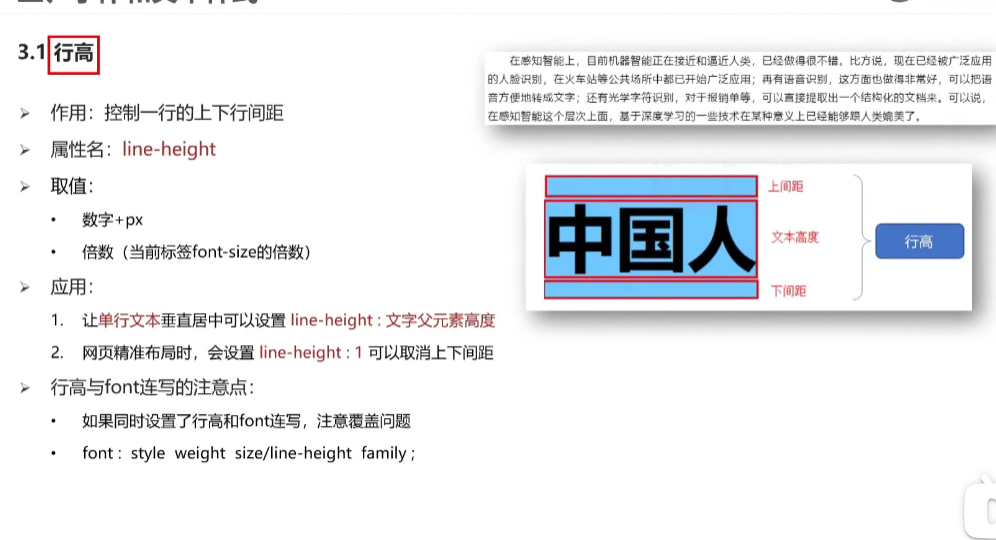 3.1 行高
➢ 作用：控制一行的上下行间距
➢ 属性名：line-height
➢ 取值：
• 数字+px
• 倍数（当前标签font-size的倍数）
➢ 应用：
1. 让单行文本垂直居中可以设置 line-height : 文字父元素高度
2. 网页精准布局时，会设置 line-height : 1 可以取消上下间距
➢ 行高与font连写的注意点：
• 如果同时设置了行高和font连写，注意覆盖问题
• font : style weight size/line-height family ;
在感知智能上，目前机器智能正在接近和逼近人类，已经做得很不错。比方说，现在已经被广泛应用
的人脸识别，在火车站等公共场所中都已开始广泛应用；再有语音识别，这方面也做得非常好，可以把语
音方便地转成文字；还有光学字符识别，对于报销单等，可以直接提取出一个结构化的文档来。可以说，
在感知智能这个层次上面，基于深度学习的一些技术在某种意义上已经能够跟人类媲美了。
上间距
中国人
文本高度
下间距
行高